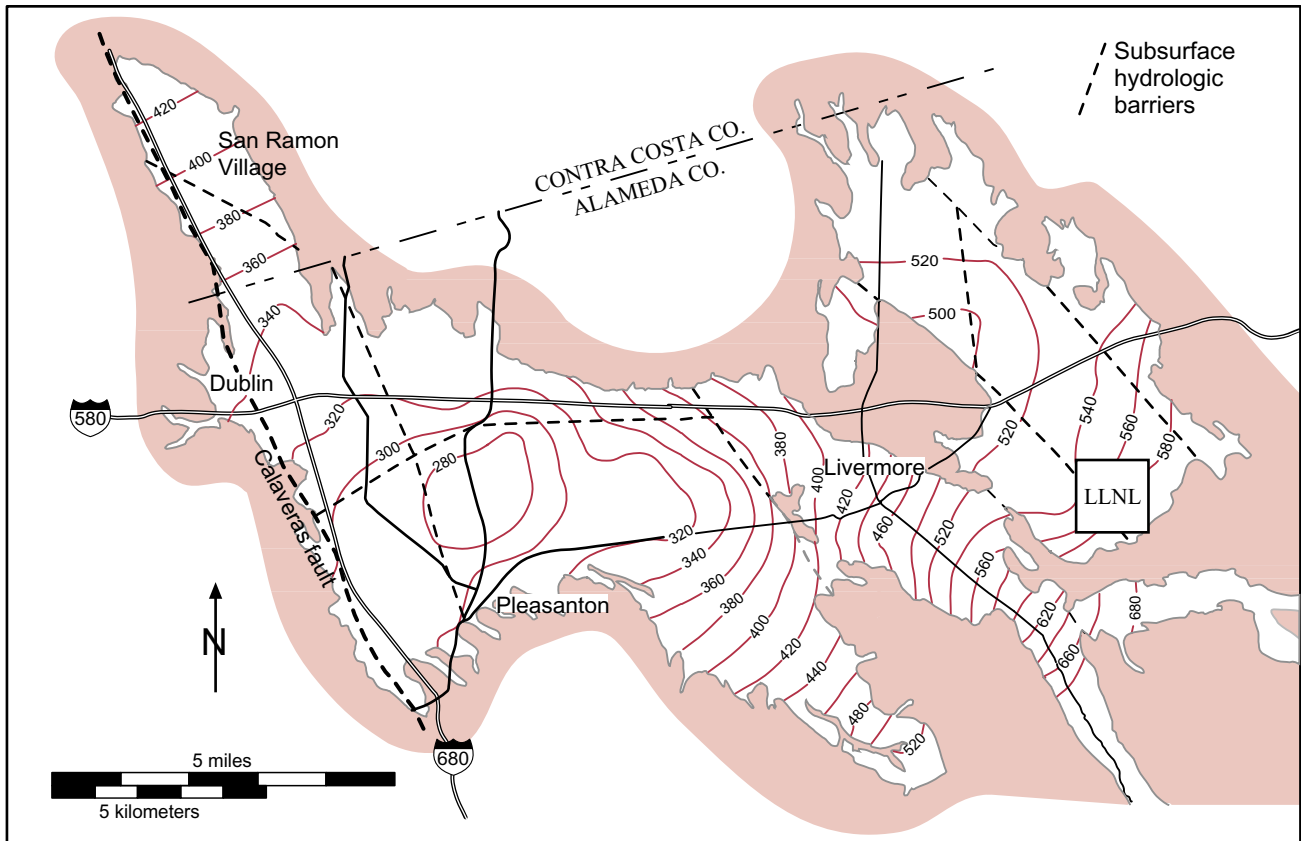 Subsurface
hydrologic
barriers
420
San Ramon
Village
400
380
360
340
CONTRA COSTA CO.
ALAMEDA CO.
520
500
Dublin
580
320
300
280
Calaveras fault
380
400
420
Livermore
460
520
520
540
560
580
LLNL
320
340
360
380
400
420
440
480
520
560
620
660
680
Pleasanton
N
680
5 miles
5 kilometers